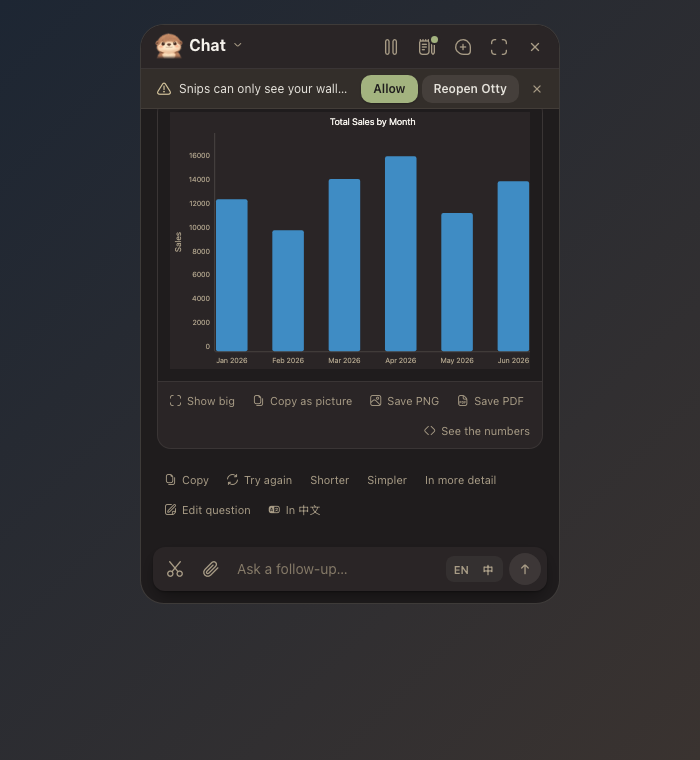 Chat
Snips can only see your wall...
Allow
Reopen Otty
Total Sales by Month
Sales
16000
14000
12000
10000
8000
6000
4000
2000
0
Jan 2026 Feb 2026 Mar 2026 Apr 2026 May 2026 Jun 2026
Show big Copy as picture Save PNG Save PDF
See the numbers
Copy Try again Shorter Simpler In more detail
Edit question In 中文
Ask a follow-up... EN 中